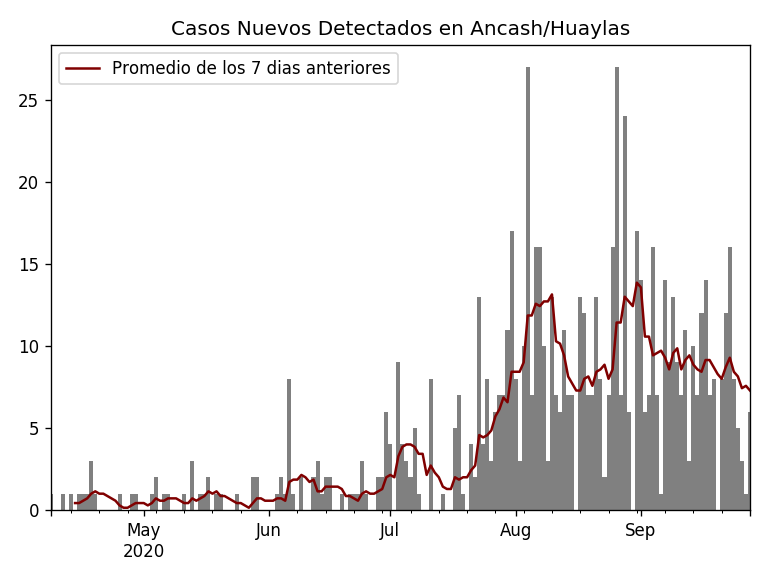 Casos Nuevos Detectados en Ancash/Huaylas
Promedio de los 7 dias anteriores
25
20
15
10
5
0
May Jun Jul Aug Sep
2020